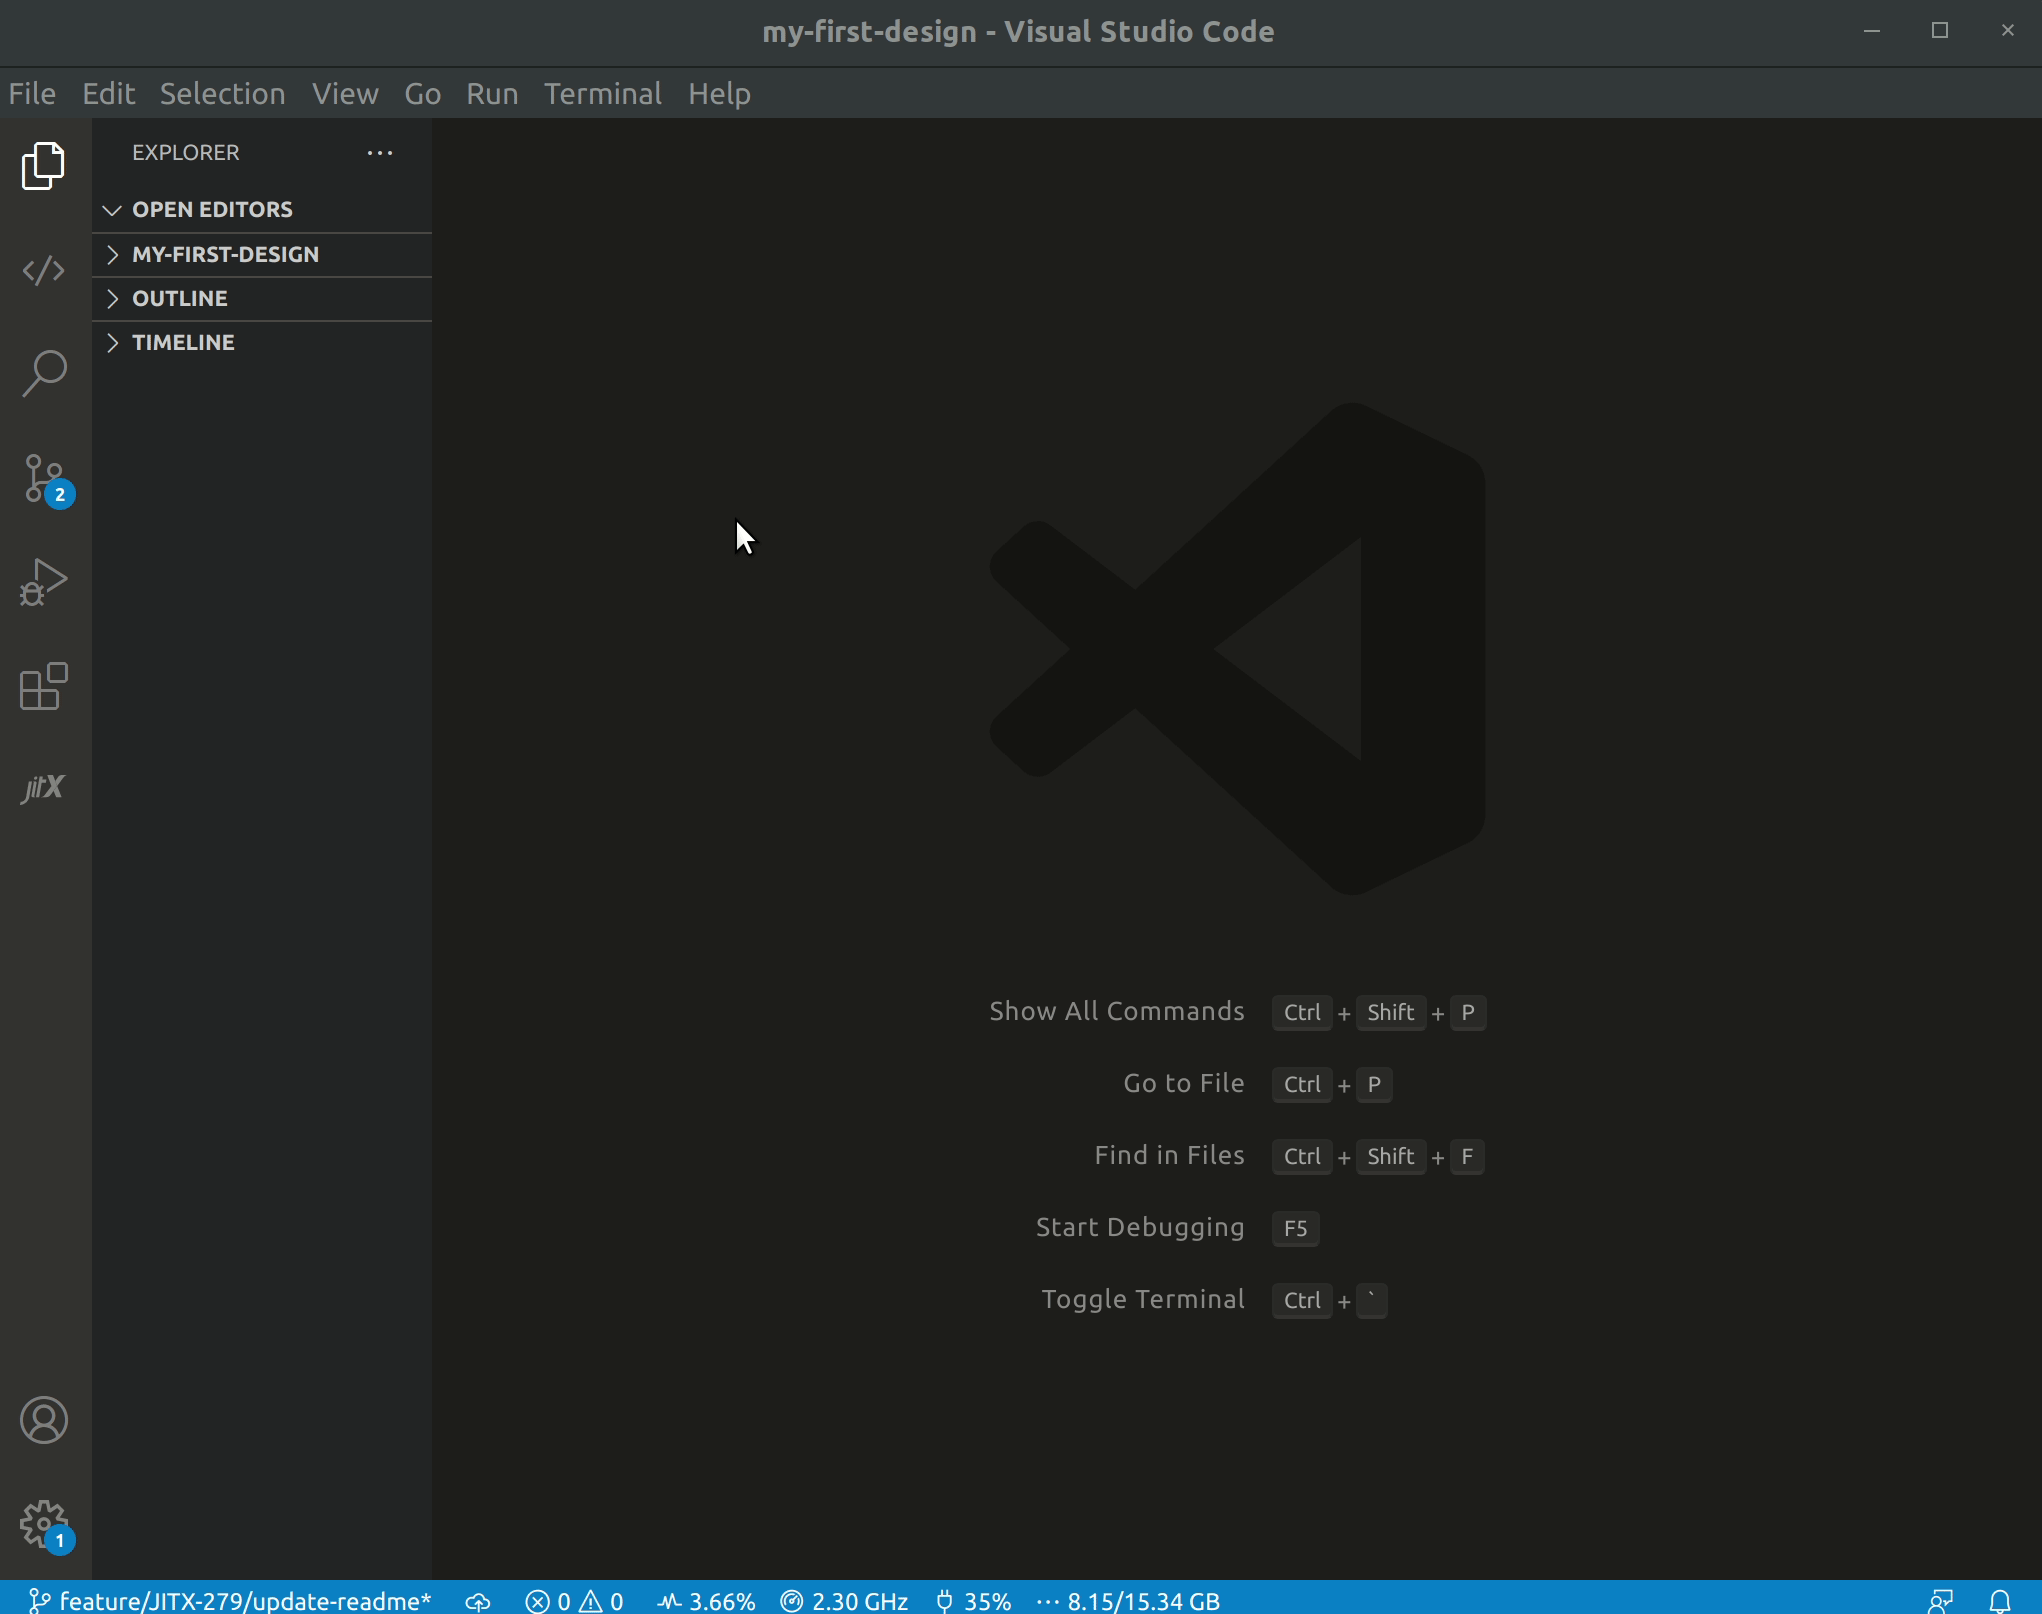 my-first-design - Visual Studio Code
File Edit Selection View Go Run Terminal Help
EXPLORER ···
OPEN EDITORS
MY-FIRST-DESIGN
OUTLINE
TIMELINE
2
jitX
Show All Commands Ctrl + Shift + P
Go to File Ctrl + P
Find in Files Ctrl + Shift + F
Start Debugging F5
Toggle Terminal Ctrl + `
1
feature/JITX-279/update-readme* 0 0 3.66% 2.30 GHz 35% ··· 8.15/15.34 GB